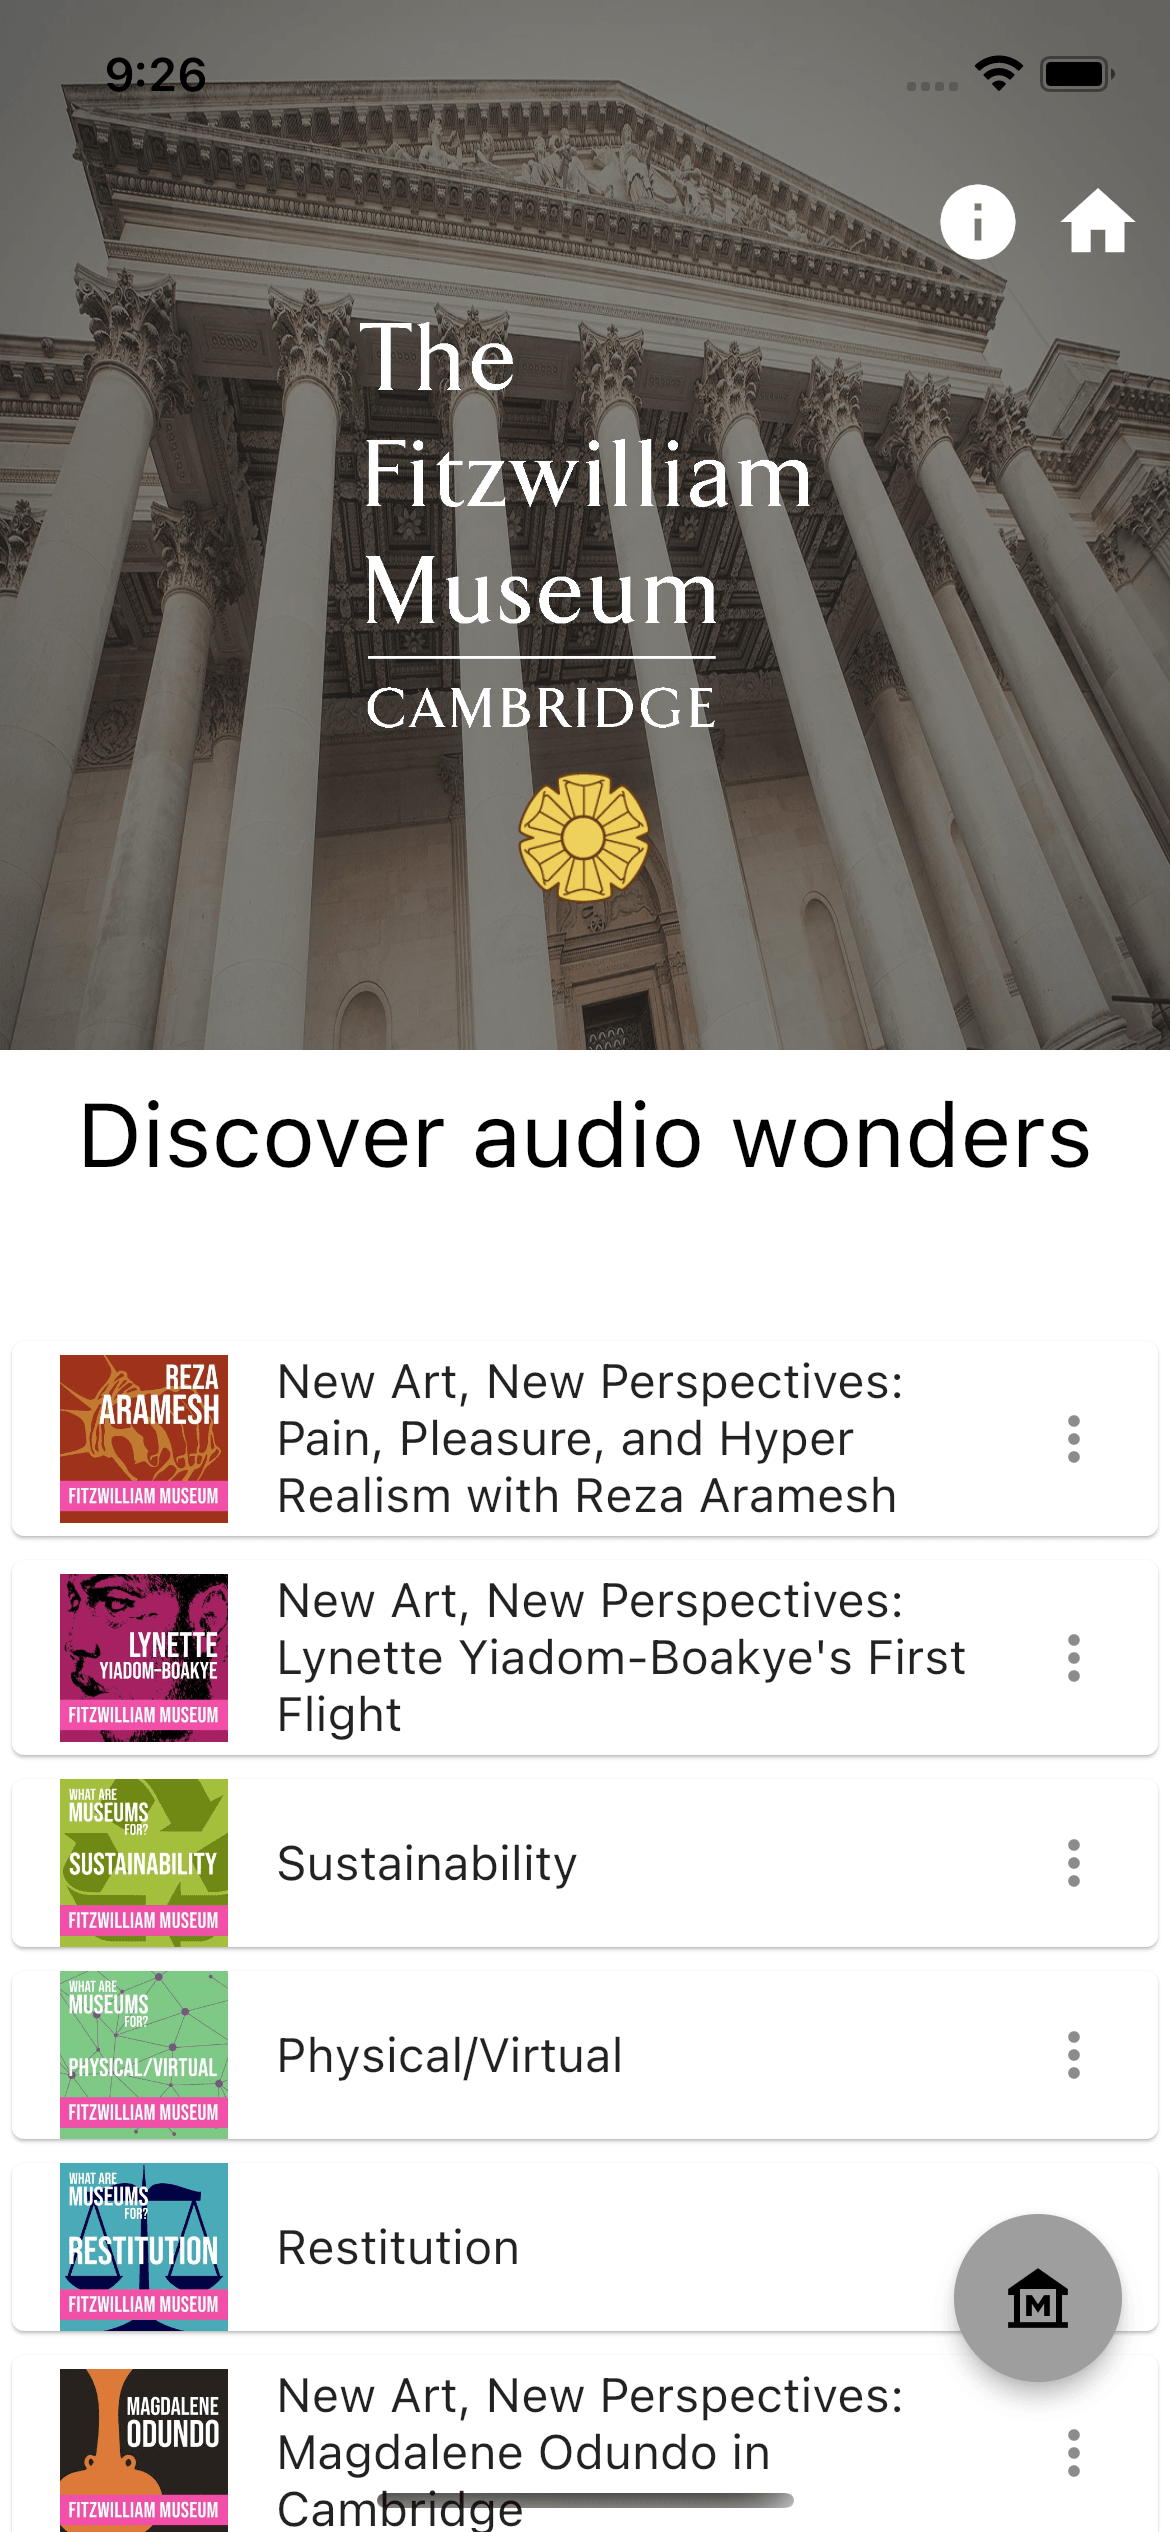 9:26
The
Fitzwilliam
Museum
CAMBRIDGE
Discover audio wonders
REZA
ARAMESH
FITZWILLIAM MUSEUM
New Art, New Perspectives:
Pain, Pleasure, and Hyper
Realism with Reza Aramesh
LYNETTE
YIADOM-BOAKYE
FITZWILLIAM MUSEUM
New Art, New Perspectives:
Lynette Yiadom-Boakye's First
Flight
WHAT ARE
MUSEUMS
FOR?
SUSTAINABILITY
FITZWILLIAM MUSEUM
Sustainability
WHAT ARE
MUSEUMS
FOR?
PHYSICAL/VIRTUAL
FITZWILLIAM MUSEUM
Physical/Virtual
WHAT ARE
MUSEUMS
FOR?
RESTITUTION
FITZWILLIAM MUSEUM
Restitution
M
MAGDALENE
ODUNDO
FITZWILLIAM MUSEUM
New Art, New Perspectives:
Magdalene Odundo in
Cambridge